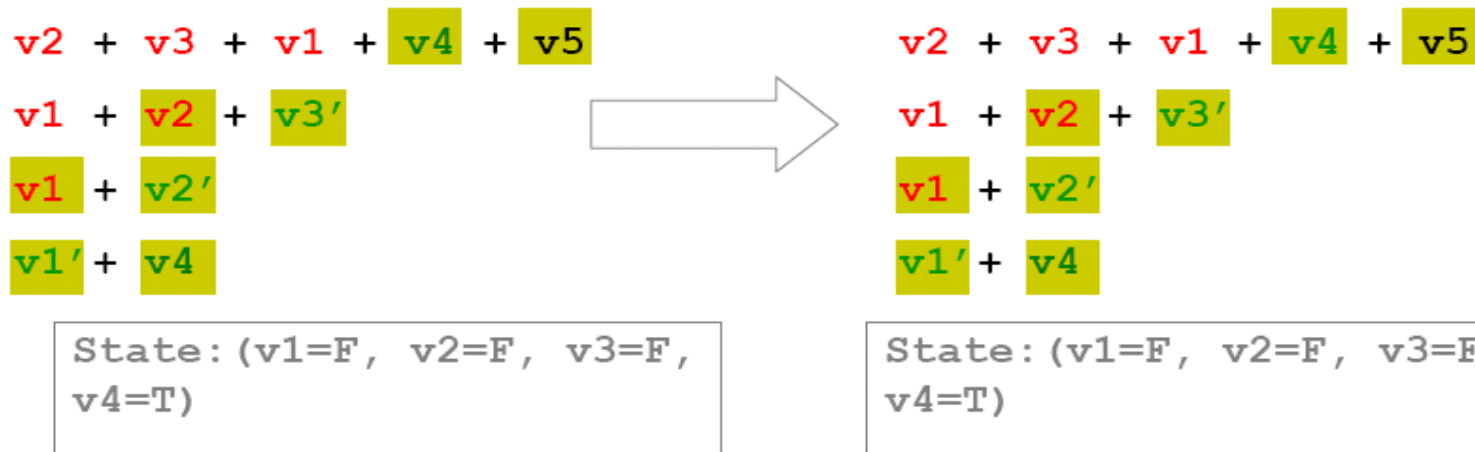 v2 + v3 + v1 + v4 + v5
v1 + v2 + v3′
v1 + v2′
v1′ + v4
State:(v1=F, v2=F, v3=F,
v4=T)
v2 + v3 + v1 + v4 + v5
v1 + v2 + v3′
v1 + v2′
v1′ + v4
State:(v1=F, v2=F, v3=F
v4=T)